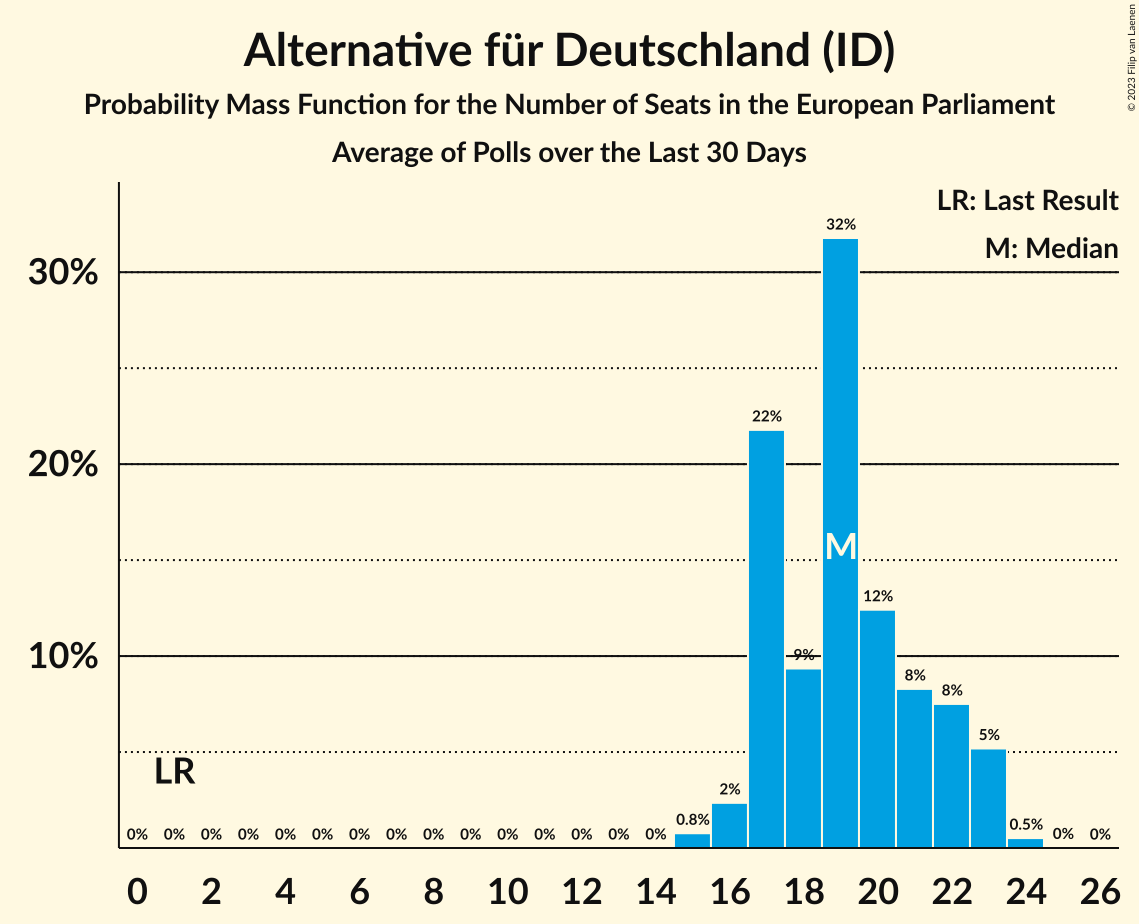 Alternative für Deutschland (ID)
Probability Mass Function for the Number of Seats in the European Parliament
Average of Polls over the Last 30 Days
© 2023 Filip van Laenen
LR: Last Result
M: Median
30%
20%
10%
32%
22%
M
12%
9%
8%
8%
5%
LR
2%
0.8%
0.5%
0% 0% 0% 0% 0% 0% 0% 0% 0% 0% 0% 0% 0% 0% 0% 0% 0%
0 2 4 6 8 10 12 14 16 18 20 22 24 26